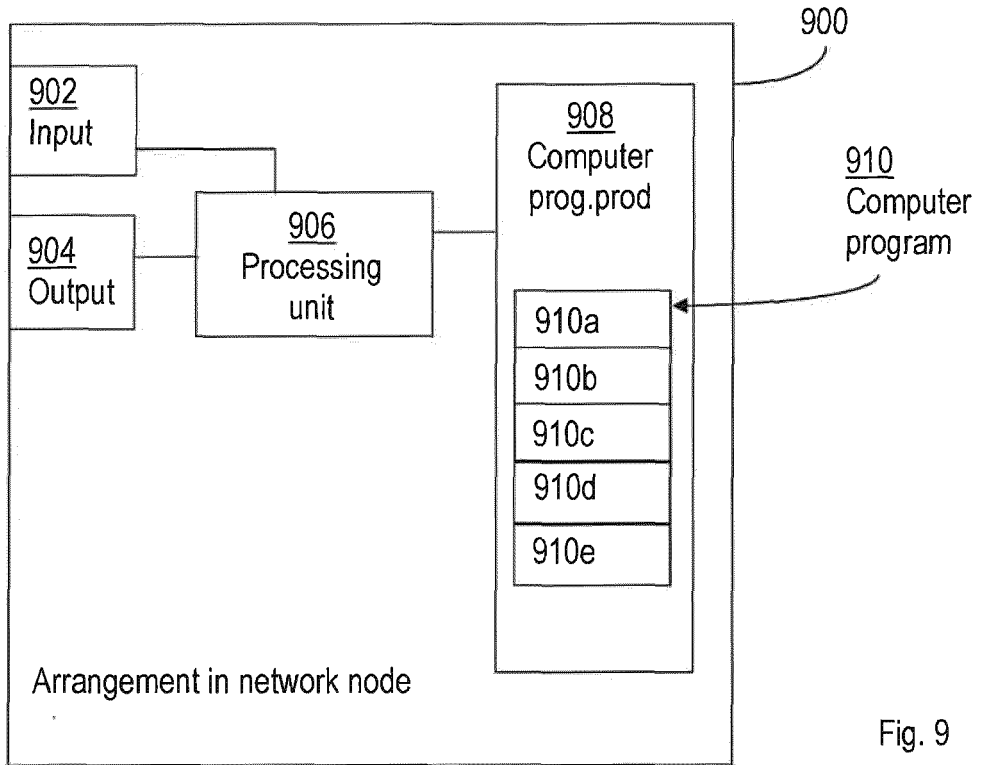 900
902
Input
904
Output
906
Processing
unit
908
Computer
prog.prod
910
Computer
program
910a
910b
910c
910d
910e
Arrangement in network node
Fig. 9